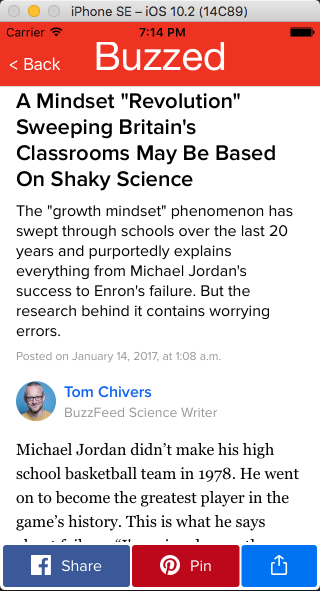 iPhone SE – iOS 10.2 (14C89)
Carrier 7:14 PM
< Back Buzzed
A Mindset "Revolution"
Sweeping Britain's
Classrooms May Be Based
On Shaky Science
The "growth mindset" phenomenon has
swept through schools over the last 20
years and purportedly explains
everything from Michael Jordan's
success to Enron's failure. But the
research behind it contains worrying
errors.
Posted on January 14, 2017, at 1:08 a.m.
Tom Chivers
BuzzFeed Science Writer
Michael Jordan didn’t make his high
school basketball team in 1978. He went
on to become the greatest player in the
game’s history. This is what he says
Share
Pin